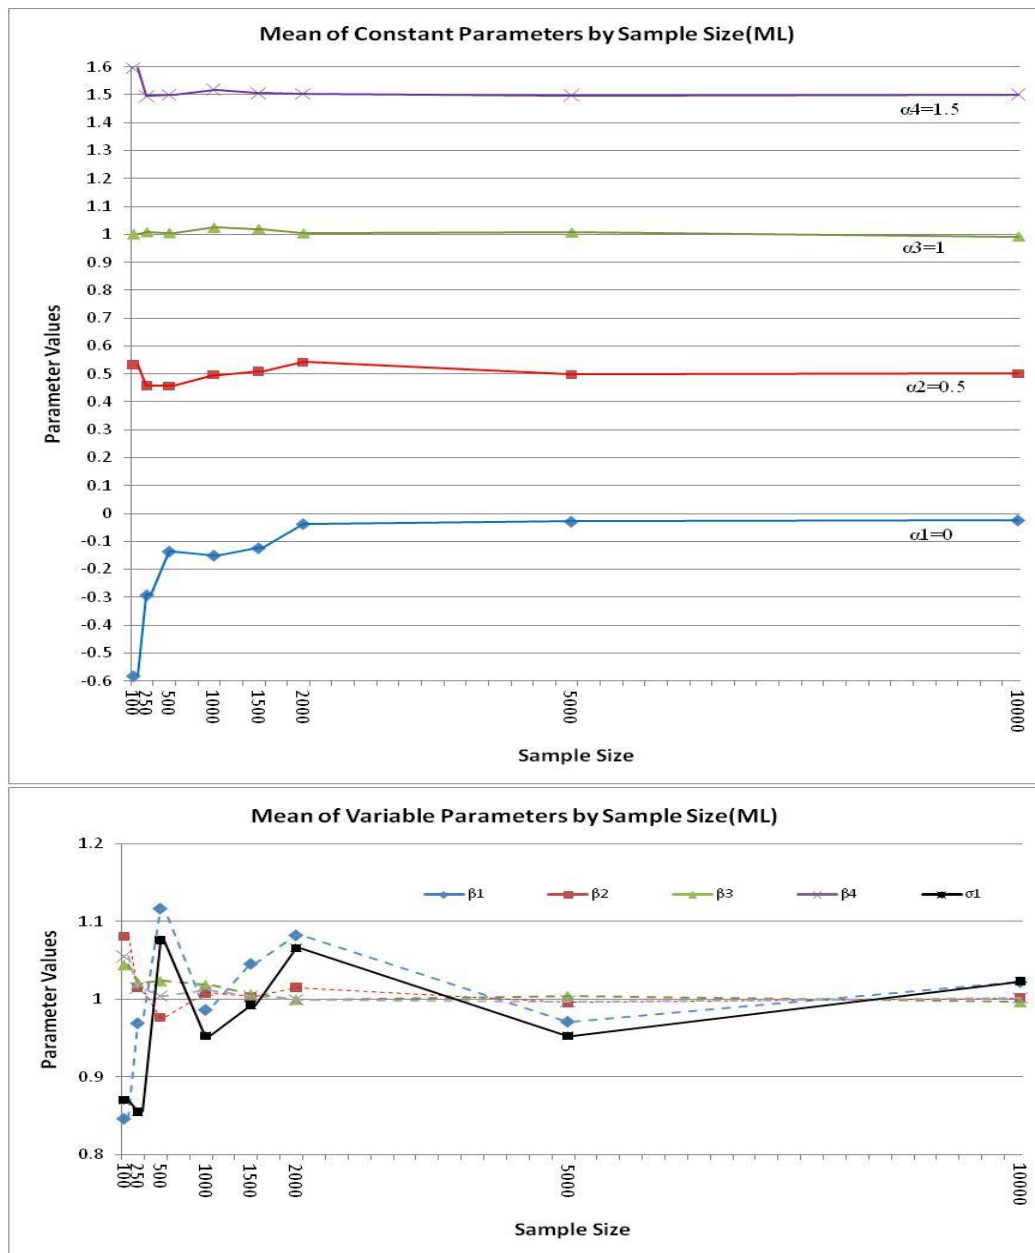 Mean of Constant Parameters by Sample Size(ML)
1.6
1.5
1.4
1.3
1.2
1.1
1
0.9
0.8
0.7
0.6
0.5
0.4
0.3
0.2
0.1
0
-0.1
-0.2
-0.3
-0.4
-0.5
-0.6
Parameter Values
α4=1.5
α3=1
α2=0.5
α1=0
100 250 500 1000 1500 2000 5000 10000
Sample Size
Mean of Variable Parameters by Sample Size(ML)
1.2
1.1
1
0.9
0.8
Parameter Values
β1 β2 β3 β4 σ1
100 250 500 1000 1500 2000 5000 10000
Sample Size